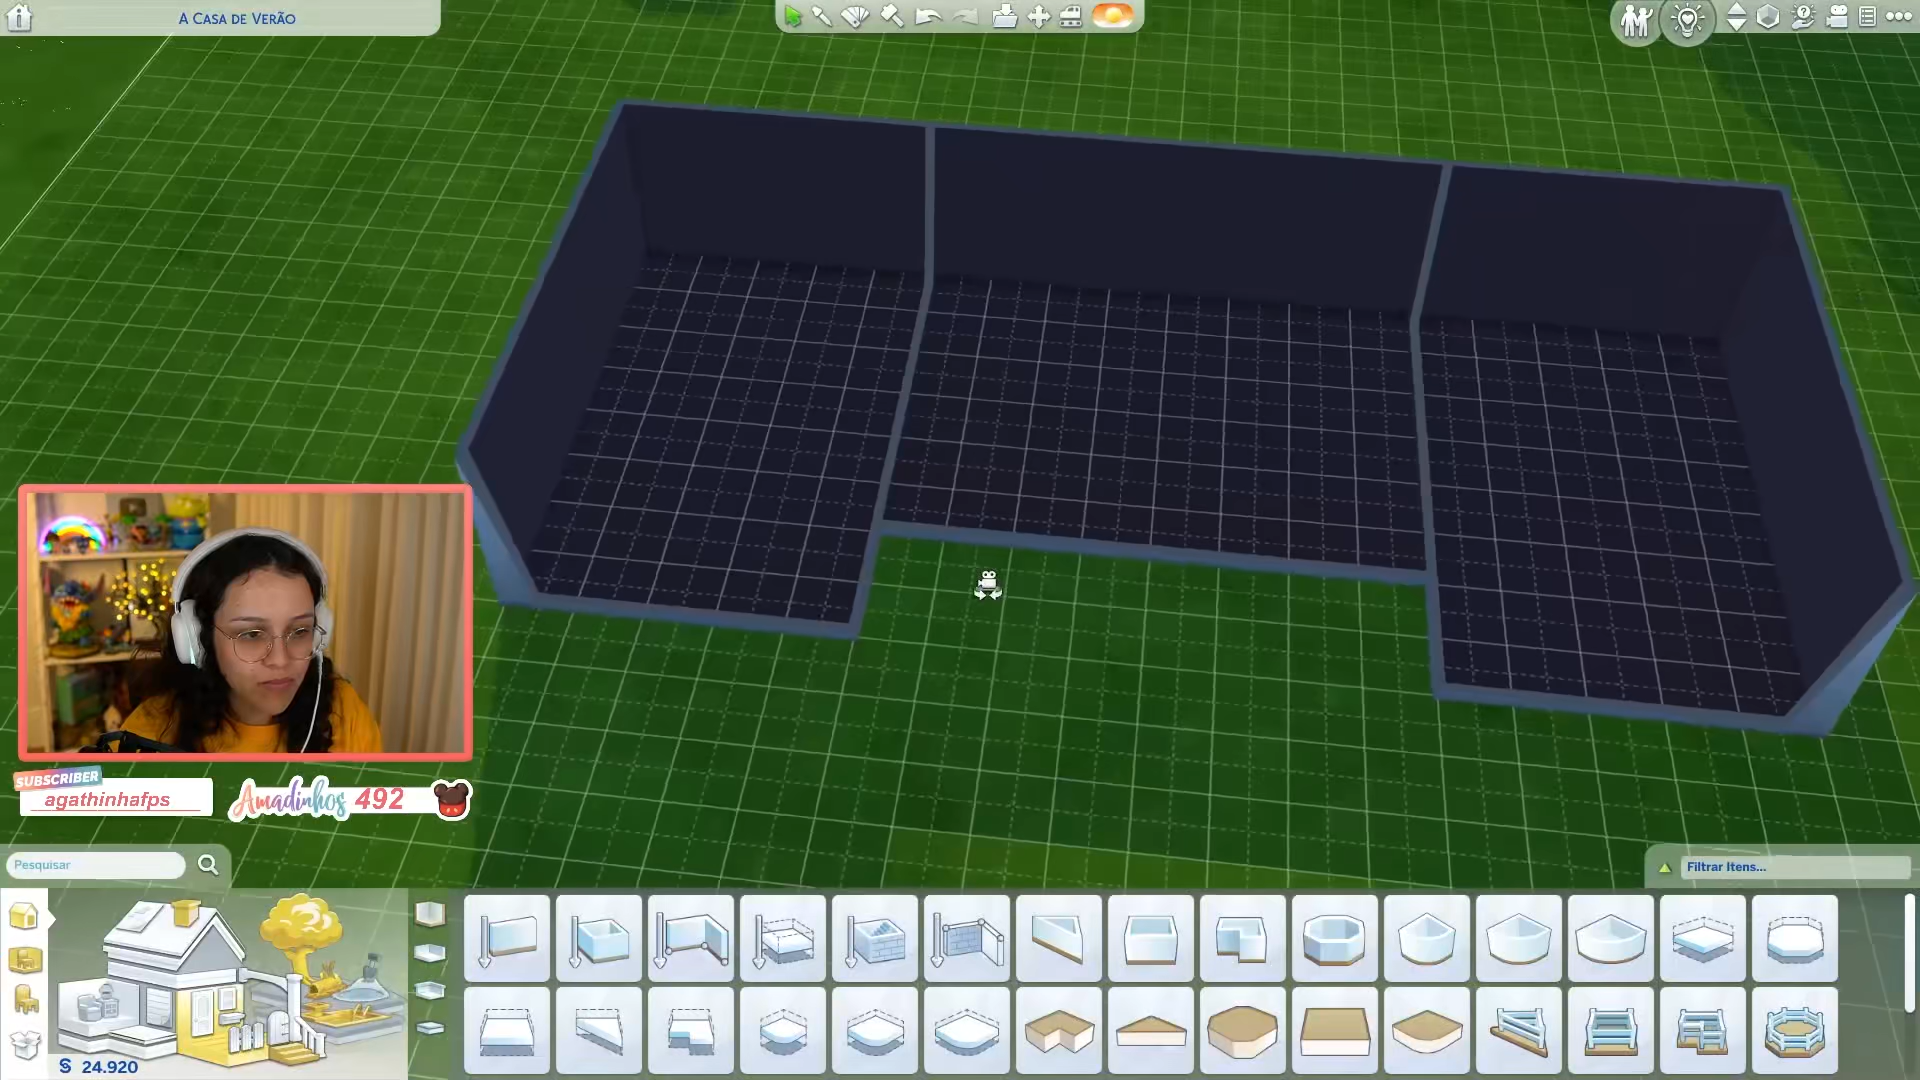 A Casa de Verão
SUBSCRIBER
agathinhafps
Amadinhos 492
Pesquisar
Filtrar Itens...
§ 24.920